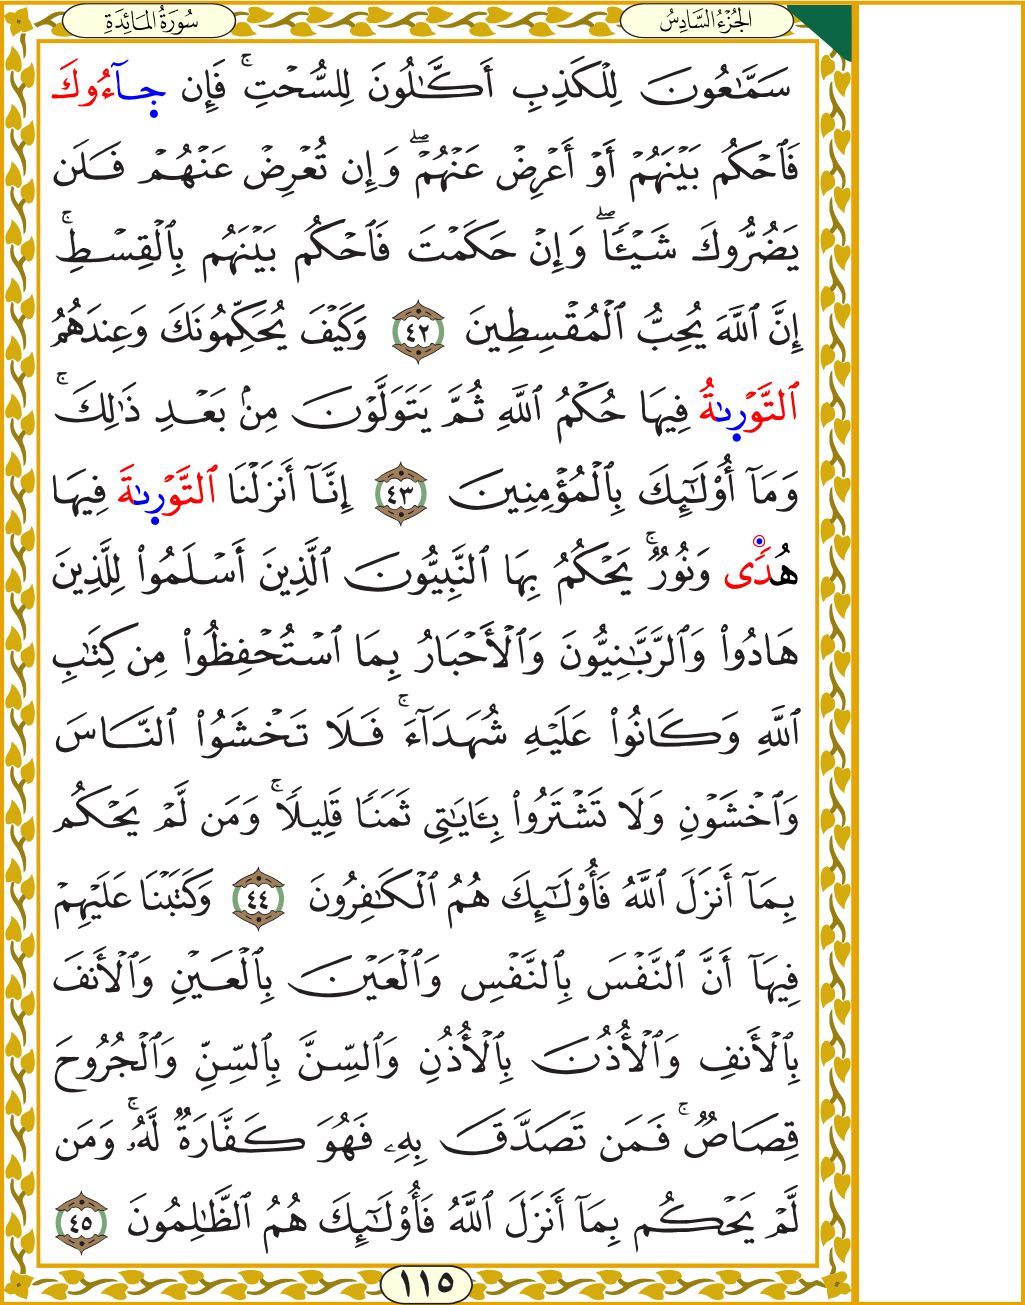 الجُزْءُ السَّادِسُ
سُورَةُ المَائِدَةِ
سَمَّٰعُونَ لِلۡكَذِبِ أَكَّٰلُونَ لِلسُّحۡتِۚ فَإِن جَآءُوكَ
فَٱحۡكُم بَيۡنَهُمۡ أَوۡ أَعۡرِضۡ عَنۡهُمۡۖ وَإِن تُعۡرِضۡ عَنۡهُمۡ فَلَن
يَضُرُّوكَ شَيۡـٔٗاۖ وَإِنۡ حَكَمۡتَ فَٱحۡكُم بَيۡنَهُم بِٱلۡقِسۡطِۚ
إِنَّ ٱللَّهَ يُحِبُّ ٱلۡمُقۡسِطِينَ ٤٢ وَكَيۡفَ يُحَكِّمُونَكَ وَعِندَهُمُ
ٱلتَّوۡرٜىٰةُ فِيهَا حُكۡمُ ٱللَّهِ ثُمَّ يَتَوَلَّوۡنَ مِنۢ بَعۡدِ ذَٰلِكَۚ
وَمَآ أُوْلَٰٓئِكَ بِٱلۡمُؤۡمِنِينَ ٤٣ إِنَّآ أَنزَلۡنَا ٱلتَّوۡرٜىٰةَ فِيهَا
هُدٗى وَنُورٞۚ يَحۡكُمُ بِهَا ٱلنَّبِيُّونَ ٱلَّذِينَ أَسۡلَمُواْ لِلَّذِينَ
هَادُواْ وَٱلرَّبَّٰنِيُّونَ وَٱلۡأَحۡبَارُ بِمَا ٱسۡتُحۡفِظُواْ مِن كِتَٰبِ
ٱللَّهِ وَكَانُواْ عَلَيۡهِ شُهَدَآءَۚ فَلَا تَخۡشَوُاْ ٱلنَّاسَ
وَٱخۡشَوۡنِ وَلَا تَشۡتَرُواْ بِـَٔايَٰتِي ثَمَنٗا قَلِيلٗاۚ وَمَن لَّمۡ يَحۡكُم
بِمَآ أَنزَلَ ٱللَّهُ فَأُوْلَٰٓئِكَ هُمُ ٱلۡكَٰفِرُونَ ٤٤ وَكَتَبۡنَا عَلَيۡهِمۡ
فِيهَآ أَنَّ ٱلنَّفۡسَ بِٱلنَّفۡسِ وَٱلۡعَيۡنَ بِٱلۡعَيۡنِ وَٱلۡأَنفَ
بِٱلۡأَنفِ وَٱلۡأُذُنَ بِٱلۡأُذُنِ وَٱلسِّنَّ بِٱلسِّنِّ وَٱلۡجُرُوحَ
قِصَاصٞۚ فَمَن تَصَدَّقَ بِهِۦ فَهُوَ كَفَّارَةٞ لَّهُۥۚ وَمَن
لَّمۡ يَحۡكُم بِمَآ أَنزَلَ ٱللَّهُ فَأُوْلَٰٓئِكَ هُمُ ٱلظَّٰلِمُونَ ٤٥
١١٥